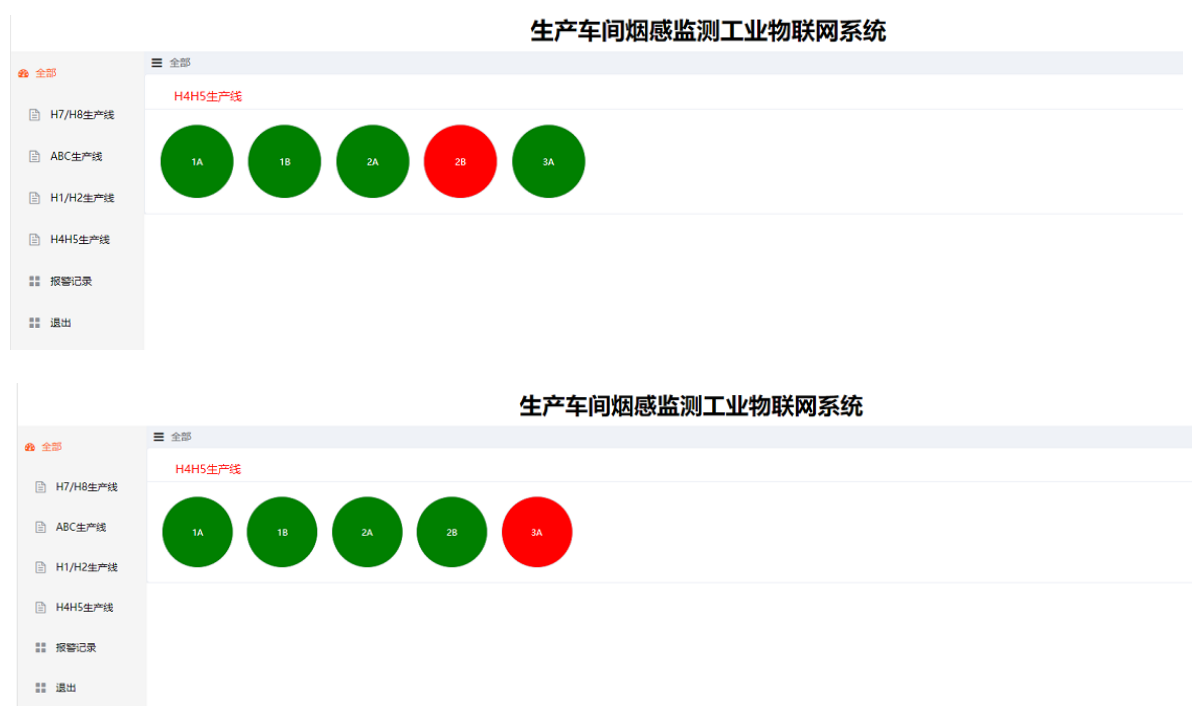 生产车间烟感监测工业物联网系统
全部
全部
H4H5生产线
H7/H8生产线
ABC生产线
H1/H2生产线
H4H5生产线
报警记录
退出
1A 1B 2A 2B 3A
生产车间烟感监测工业物联网系统
全部
全部
H4H5生产线
H7/H8生产线
ABC生产线
H1/H2生产线
H4H5生产线
报警记录
退出
1A 1B 2A 2B 3A